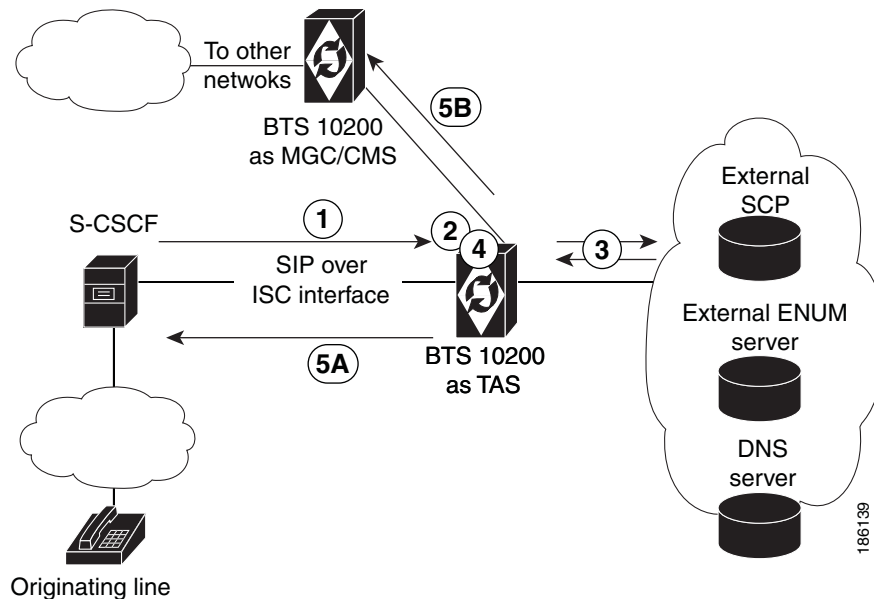 To other
netwoks
5B
BTS 10200
as MGC/CMS
External
SCP
S-CSCF
1
2
4
3
SIP over
ISC interface
External ENUM
server
5A
BTS 10200
as TAS
DNS
server
186139
Originating line